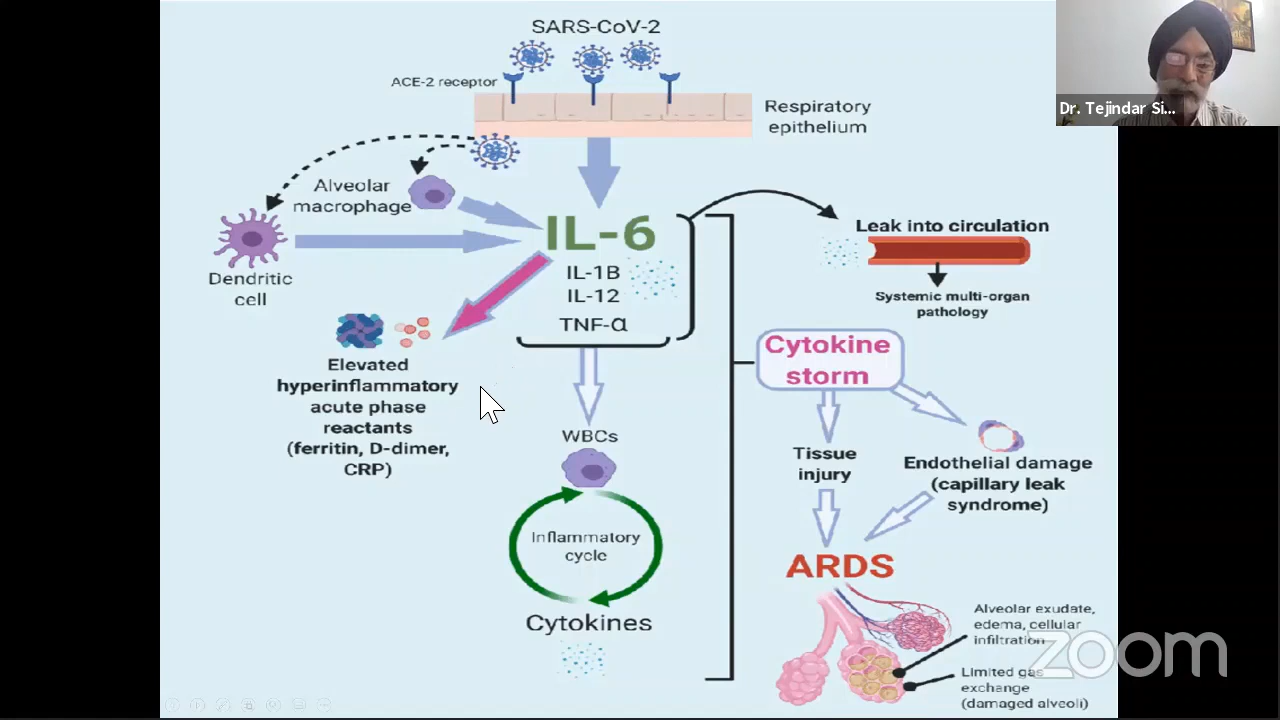 SARS-CoV-2
ACE-2 receptor
Respiratory
epithelium
Dr. Tejindar Si...
Alveolar
macrophage
Dendritic
cell
IL-6
IL-1B
IL-12
TNF-α
Leak into circulation
Systemic multi-organ
pathology
Elevated
hyperinflammatory
acute phase
reactants
(ferritin, D-dimer,
CRP)
WBCs
Inflammatory
cycle
Cytokines
Cytokine
storm
Tissue
injury
Endothelial damage
(capillary leak
syndrome)
ARDS
Alveolar exudate,
edema, cellular
infiltration
Limited gas
exchange
(damaged alveoli)
zoom